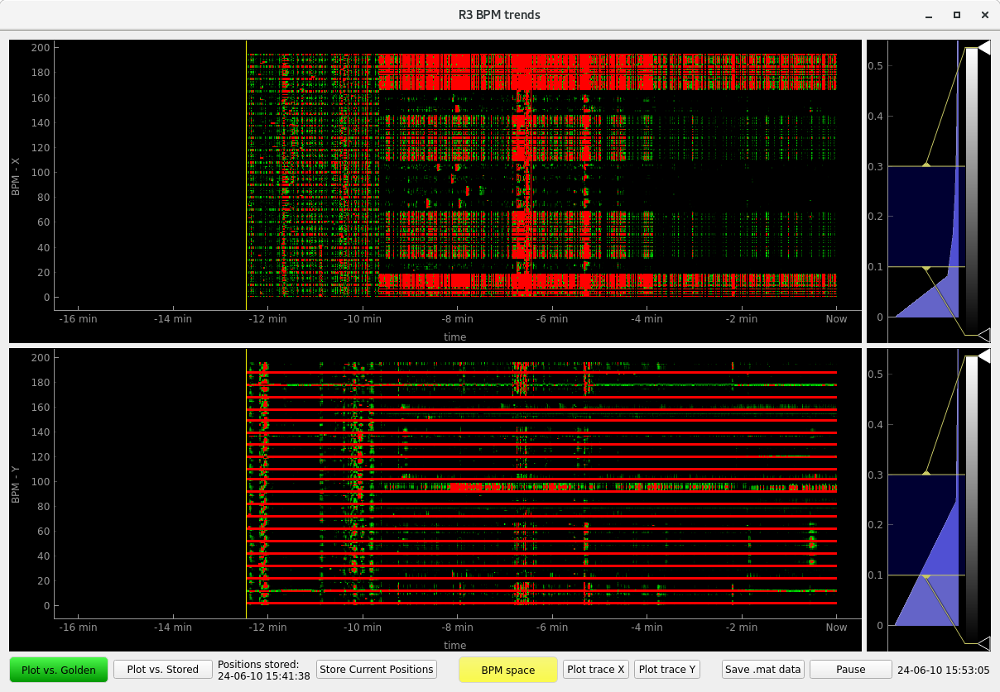 R3 BPM trends
200
180
160
140
120
100
80
60
40
20
0
BPM - X
-16 min
-14 min
-12 min
-10 min
-8 min
-6 min
-4 min
-2 min
Now
time
0.5
0.4
0.3
0.2
0.1
0
200
180
160
140
120
100
80
60
40
20
0
BPM - Y
-16 min
-14 min
-12 min
-10 min
-8 min
-6 min
-4 min
-2 min
Now
time
0.5
0.4
0.3
0.2
0.1
0
Plot vs. Golden
Plot vs. Stored
Positions stored:
24-06-10 15:41:38
Store Current Positions
BPM space
Plot trace X
Plot trace Y
Save .mat data
Pause
24-06-10 15:53:05